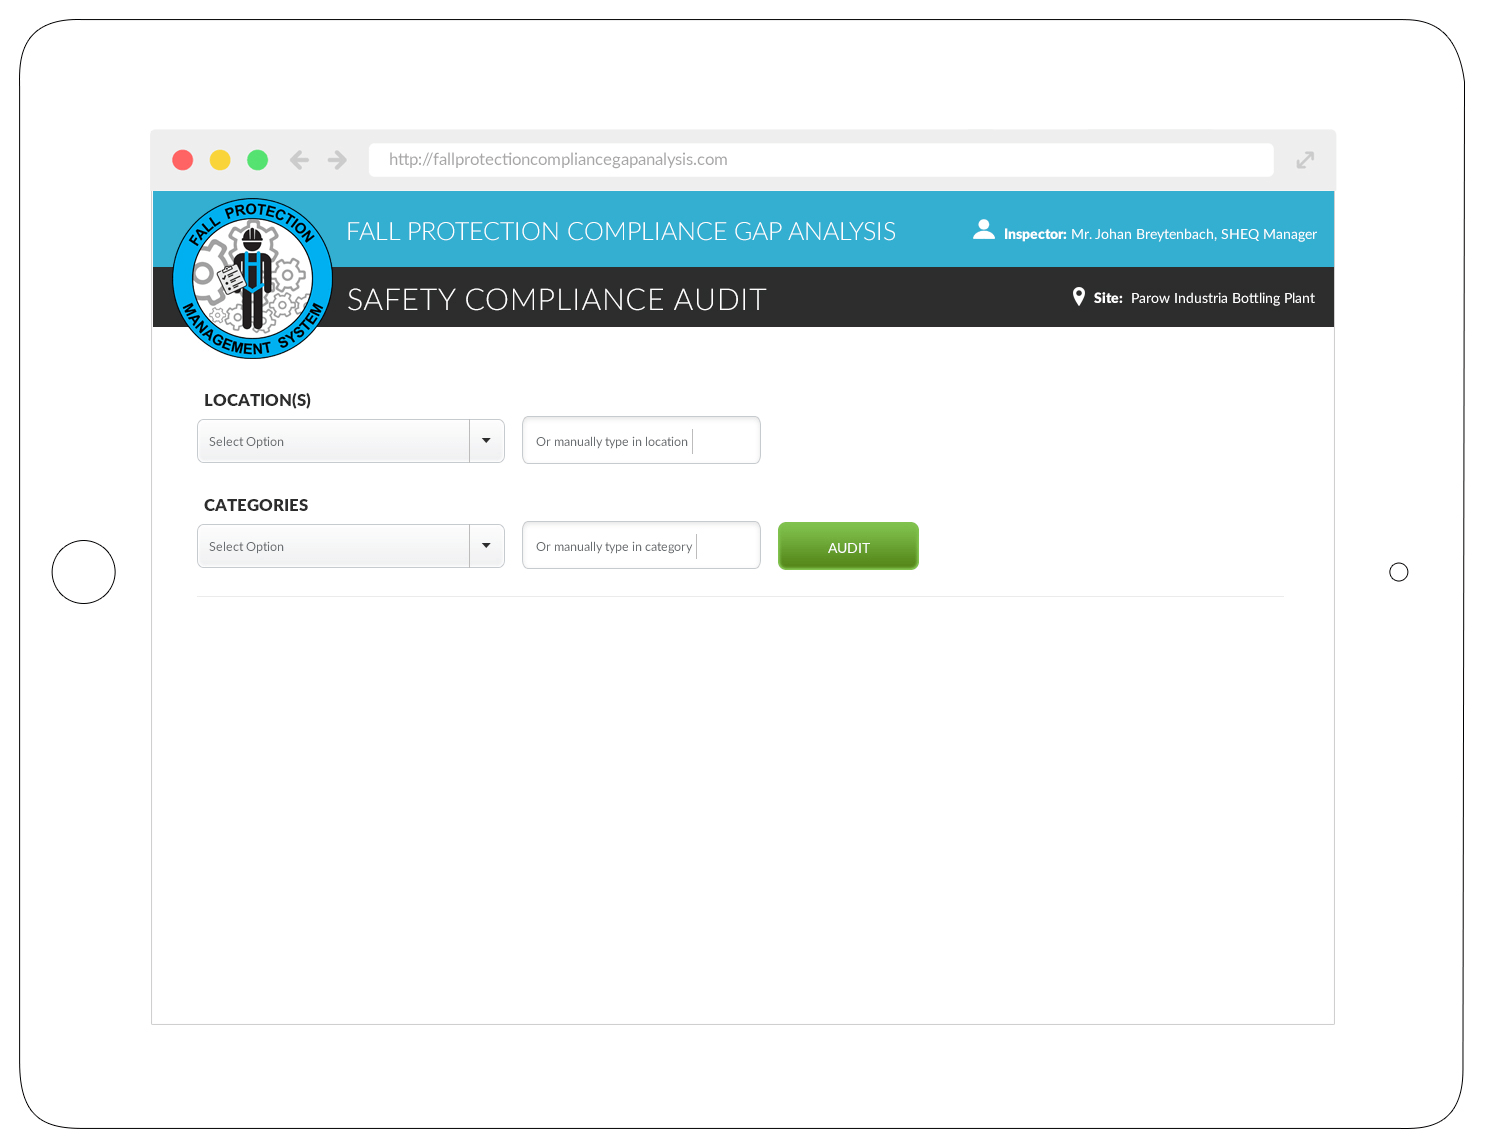 http://fallprotectioncompliancegapanalysis.com
FALL PROTECTION
MANAGEMENT SYSTEM
FALL PROTECTION COMPLIANCE GAP ANALYSIS
Inspector: Mr. Johan Breytenbach, SHEQ Manager
SAFETY COMPLIANCE AUDIT
Site: Parow Industria Bottling Plant
LOCATION(S)
Select Option
Or manually type in location
CATEGORIES
Select Option
Or manually type in category
AUDIT